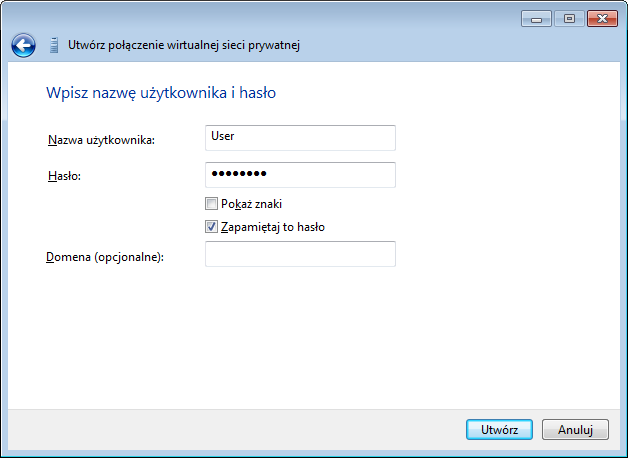 Utwórz połączenie wirtualnej sieci prywatnej
Wpisz nazwę użytkownika i hasło
Nazwa użytkownika: User
Hasło: ●●●●●●●●
Pokaż znaki
Zapamiętaj to hasło
Domena (opcjonalne):
Utwórz Anuluj